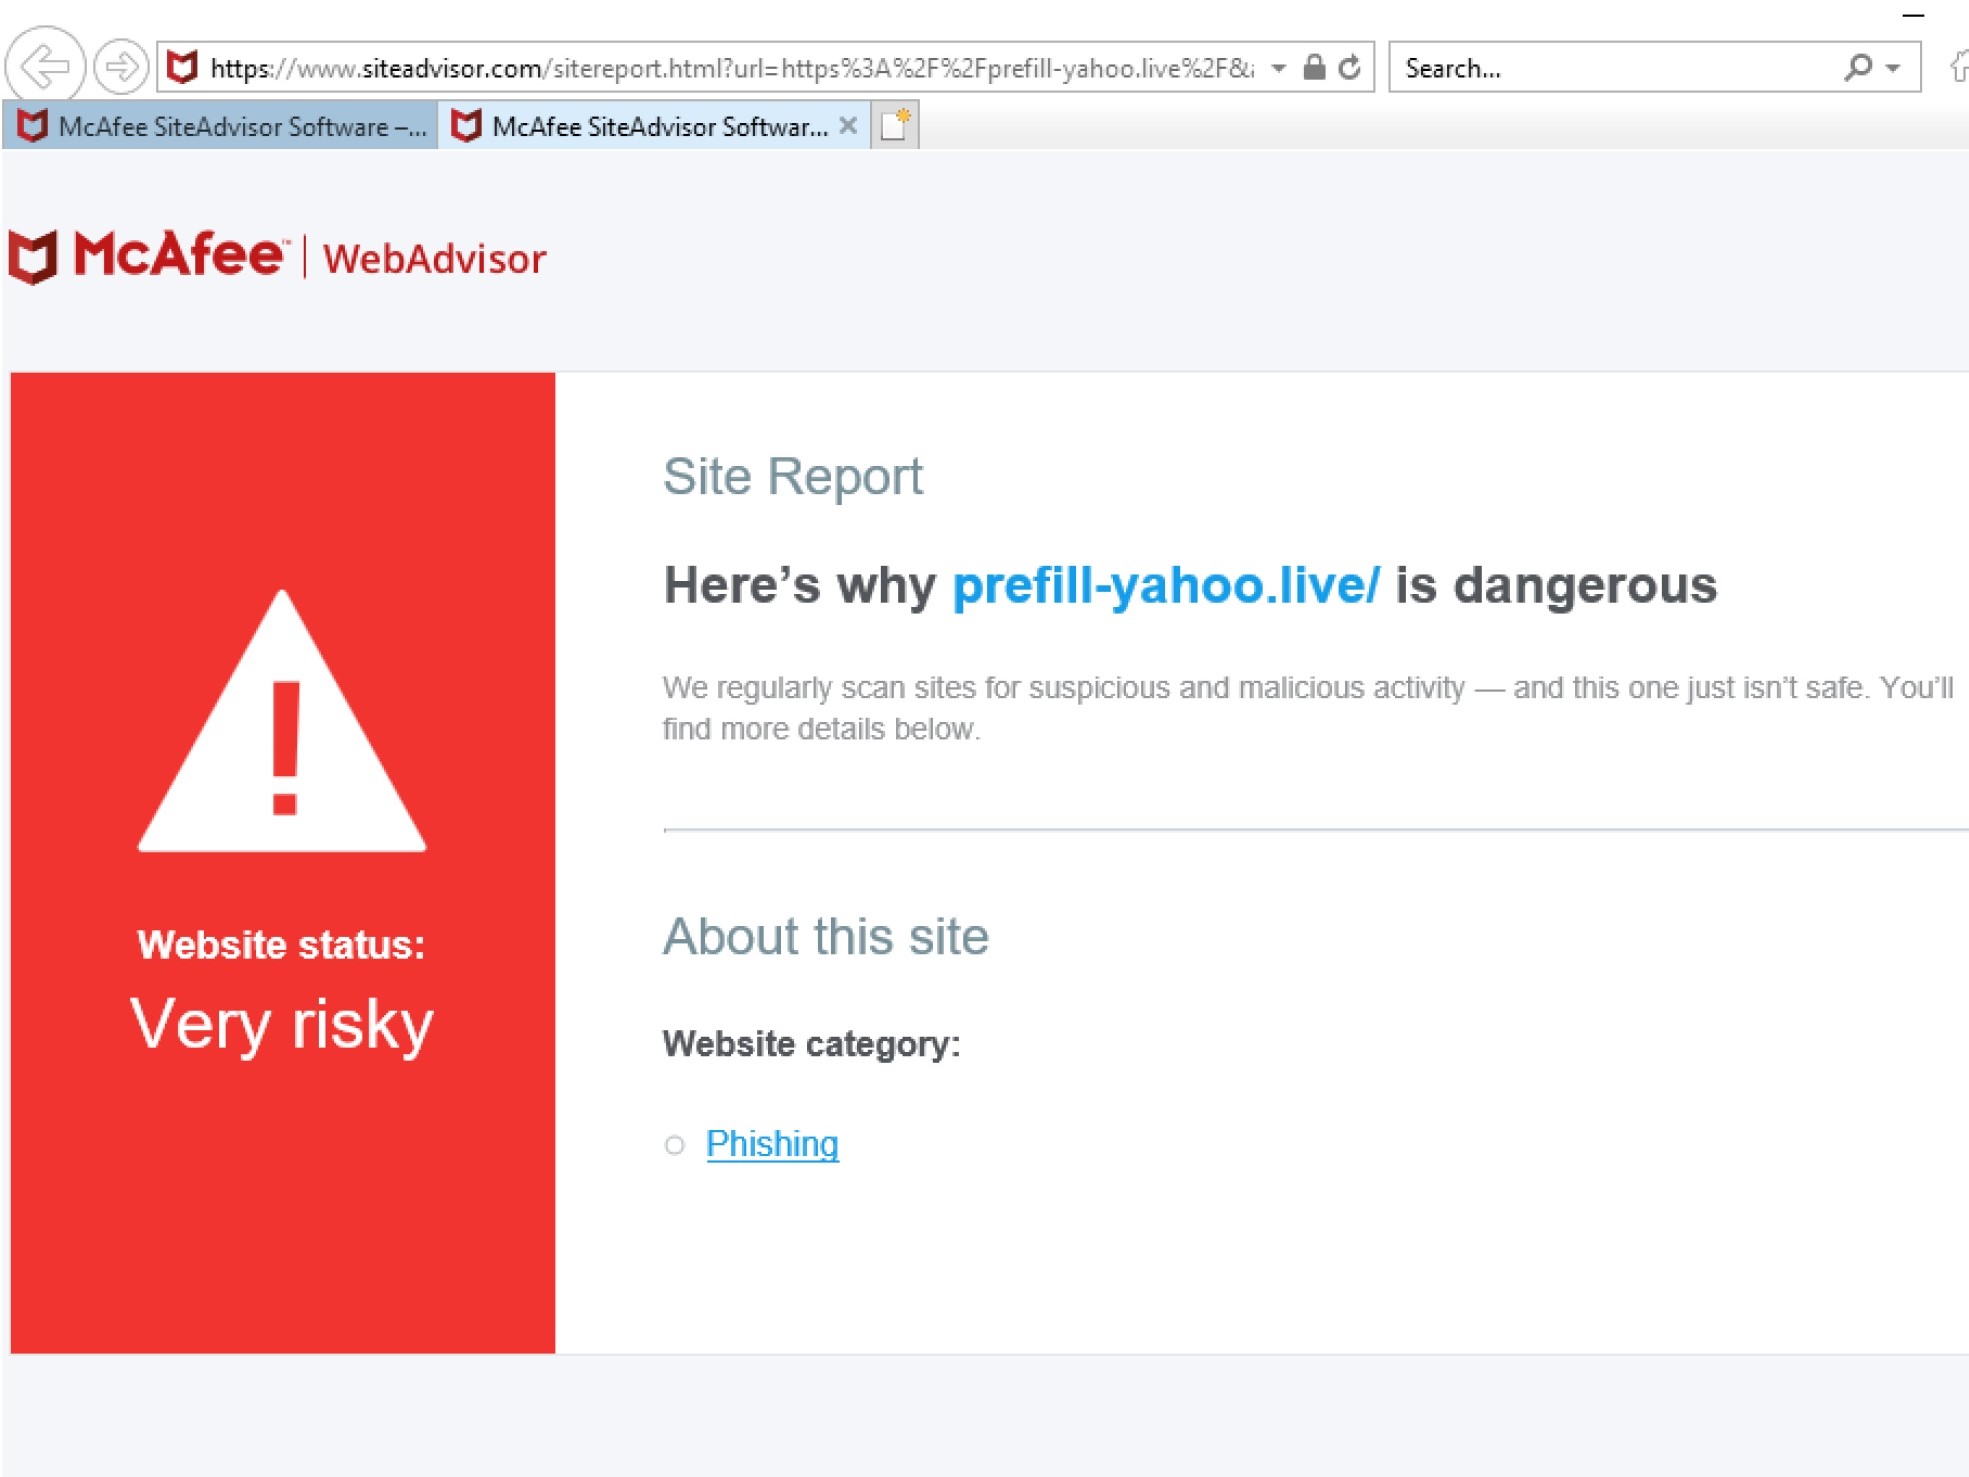 https://www.siteadvisor.com/sitereport.html?url=https%3A%2F%2Fprefill-yahoo.live%2F&
Search...
McAfee SiteAdvisor Software –...
McAfee SiteAdvisor Softwar...
McAfee™ | WebAdvisor
Site Report
Here’s why prefill-yahoo.live/ is dangerous
We regularly scan sites for suspicious and malicious activity — and this one just isn’t safe. You’ll
find more details below.
!
Website status:
Very risky
About this site
Website category:
Phishing